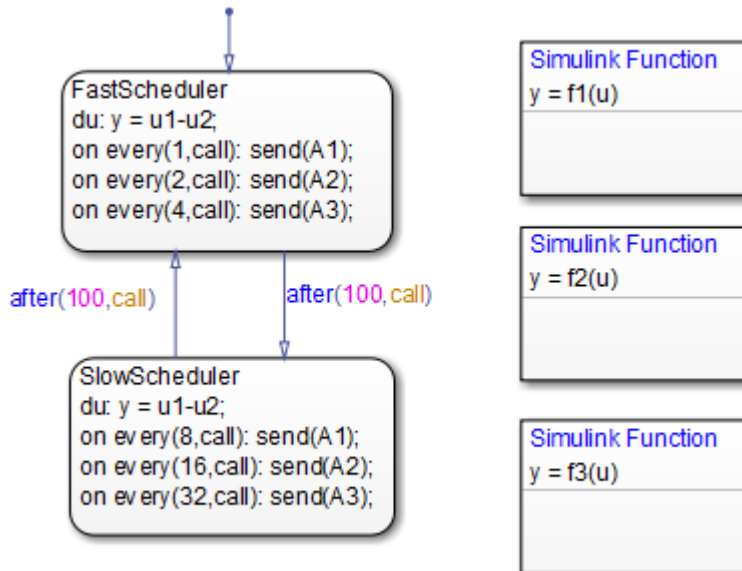 FastScheduler
du: y = u1-u2;
on every(1,call): send(A1);
on every(2,call): send(A2);
on every(4,call): send(A3);
after(100,call)
after(100,call)
SlowScheduler
du: y = u1-u2;
on every(8,call): send(A1);
on every(16,call): send(A2);
on every(32,call): send(A3);
Simulink Function
y = f1(u)
Simulink Function
y = f2(u)
Simulink Function
y = f3(u)